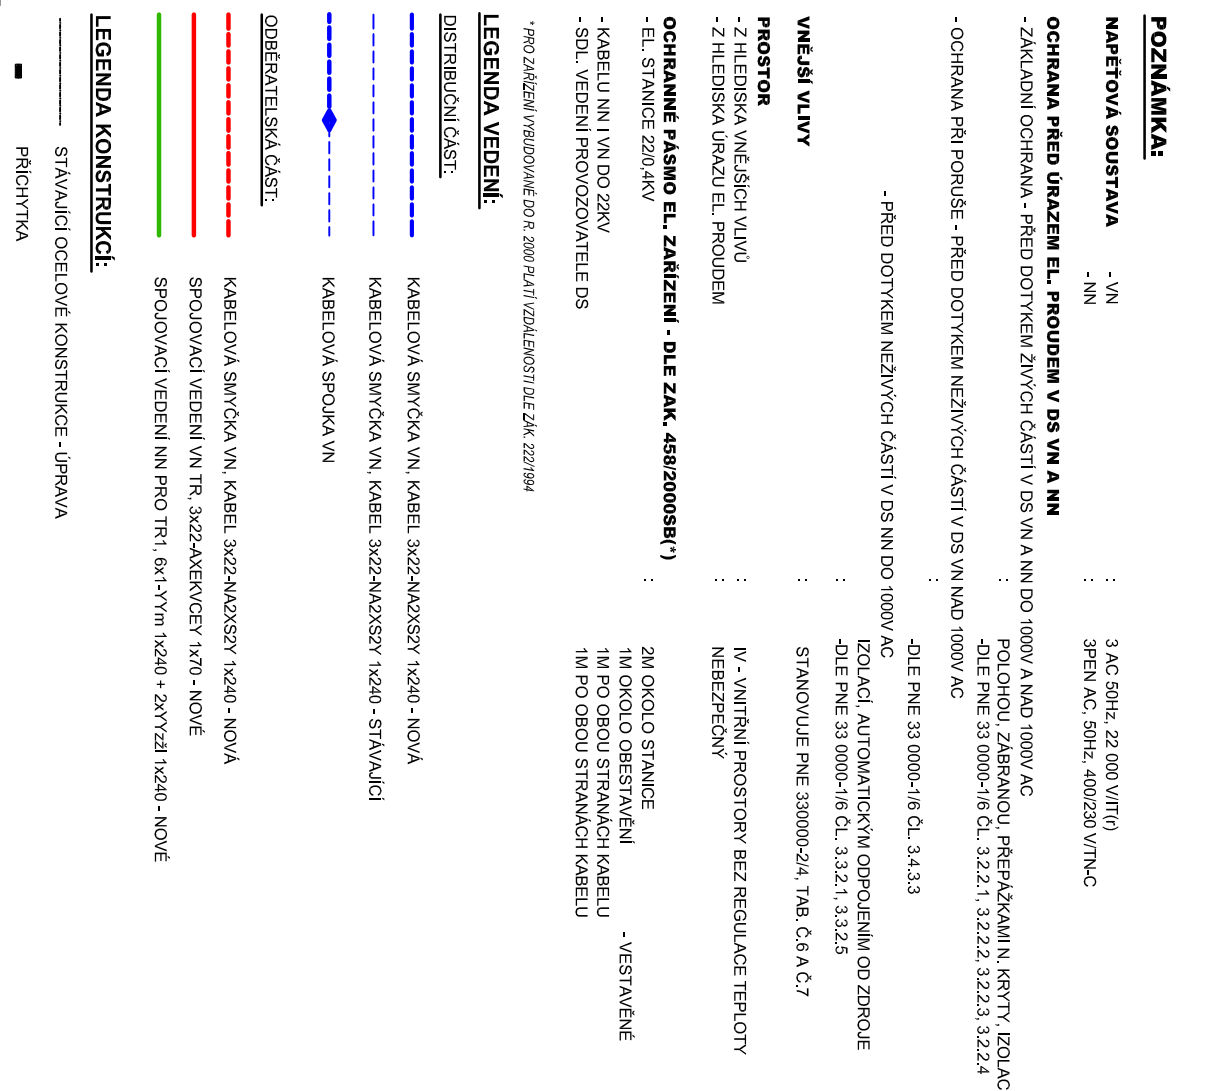 POZNÁMKA:
NAPĚŤOVÁ SOUSTAVA - VN : 3 AC 50Hz, 22 000 V/IT(r)
- NN : 3PEN AC, 50Hz, 400/230 V/TN-C
OCHRANA PŘED ÚRAZEM EL. PROUDEM V DS VN A NN
- ZÁKLADNÍ OCHRANA - PŘED DOTYKEM ŽIVÝCH ČÁSTÍ V DS VN A NN DO 1000V A NAD 1000V AC
: POLOHOU, ZÁBRANOU, PŘEPÁŽKAMI N. KRYTY, IZOLAC
-DLE PNE 33 0000-1/6 ČL. 3.2.2.1, 3.2.2.2, 3.2.2.3, 3.2.2.4
- OCHRANA PŘI PORUŠE - PŘED DOTYKEM NEŽIVÝCH ČÁSTÍ V DS VN NAD 1000V AC
:
-DLE PNE 33 0000-1/6 ČL. 3.4.3.3
- PŘED DOTYKEM NEŽIVÝCH ČÁSTÍ V DS NN DO 1000V AC
IZOLACÍ, AUTOMATICKÝM ODPOJENÍM OD ZDROJE
: -DLE PNE 33 0000-1/6 ČL. 3.3.2.1, 3.3.2.5
VNĚJŠÍ VLIVY : STANOVUJE PNE 330000-2/4, TAB. Č.6 A Č.7
PROSTOR
- Z HLEDISKA VNĚJŠÍCH VLIVŮ : IV - VNITŘNÍ PROSTORY BEZ REGULACE TEPLOTY
- Z HLEDISKA ÚRAZU EL. PROUDEM : NEBEZPEČNÝ
OCHRANNÉ PÁSMO EL. ZAŘÍZENÍ - DLE ZAK. 458/2000SB(*)
- EL. STANICE 22/0,4KV : 2M OKOLO STANICE
1M OKOLO OBESTAVĚNÍ - VESTAVĚNÉ
- KABELU NN I VN DO 22KV 1M PO OBOU STRANÁCH KABELU
- SDL. VEDENÍ PROVOZOVATELE DS 1M PO OBOU STRANÁCH KABELU
* PRO ZAŘÍZENÍ VYBUDOVANÉ DO R. 2000 PLATÍ VZDÁLENOSTI DLE ZÁK. 222/1994
LEGENDA VEDENÍ:
DISTRIBUČNÍ ČÁST:
KABELOVÁ SMYČKA VN, KABEL 3x22-NA2XS2Y 1x240 - NOVÁ
KABELOVÁ SMYČKA VN, KABEL 3x22-NA2XS2Y 1x240 - STÁVAJÍCÍ
KABELOVÁ SPOJKA VN
ODBĚRATELSKÁ ČÁST:
KABELOVÁ SMYČKA VN, KABEL 3x22-NA2XS2Y 1x240 - NOVÁ
SPOJOVACÍ VEDENÍ VN TR. 3x22-AXEKVCEY 1x70 - NOVÉ
SPOJOVACÍ VEDENÍ NN PRO TR1, 6x1-YYm 1x240 + 2xYYzžl 1x240 - NOVÉ
LEGENDA KONSTRUKCÍ:
STÁVAJÍCÍ OCELOVÉ KONSTRUKCE - ÚPRAVA
PŘÍCHYTKA